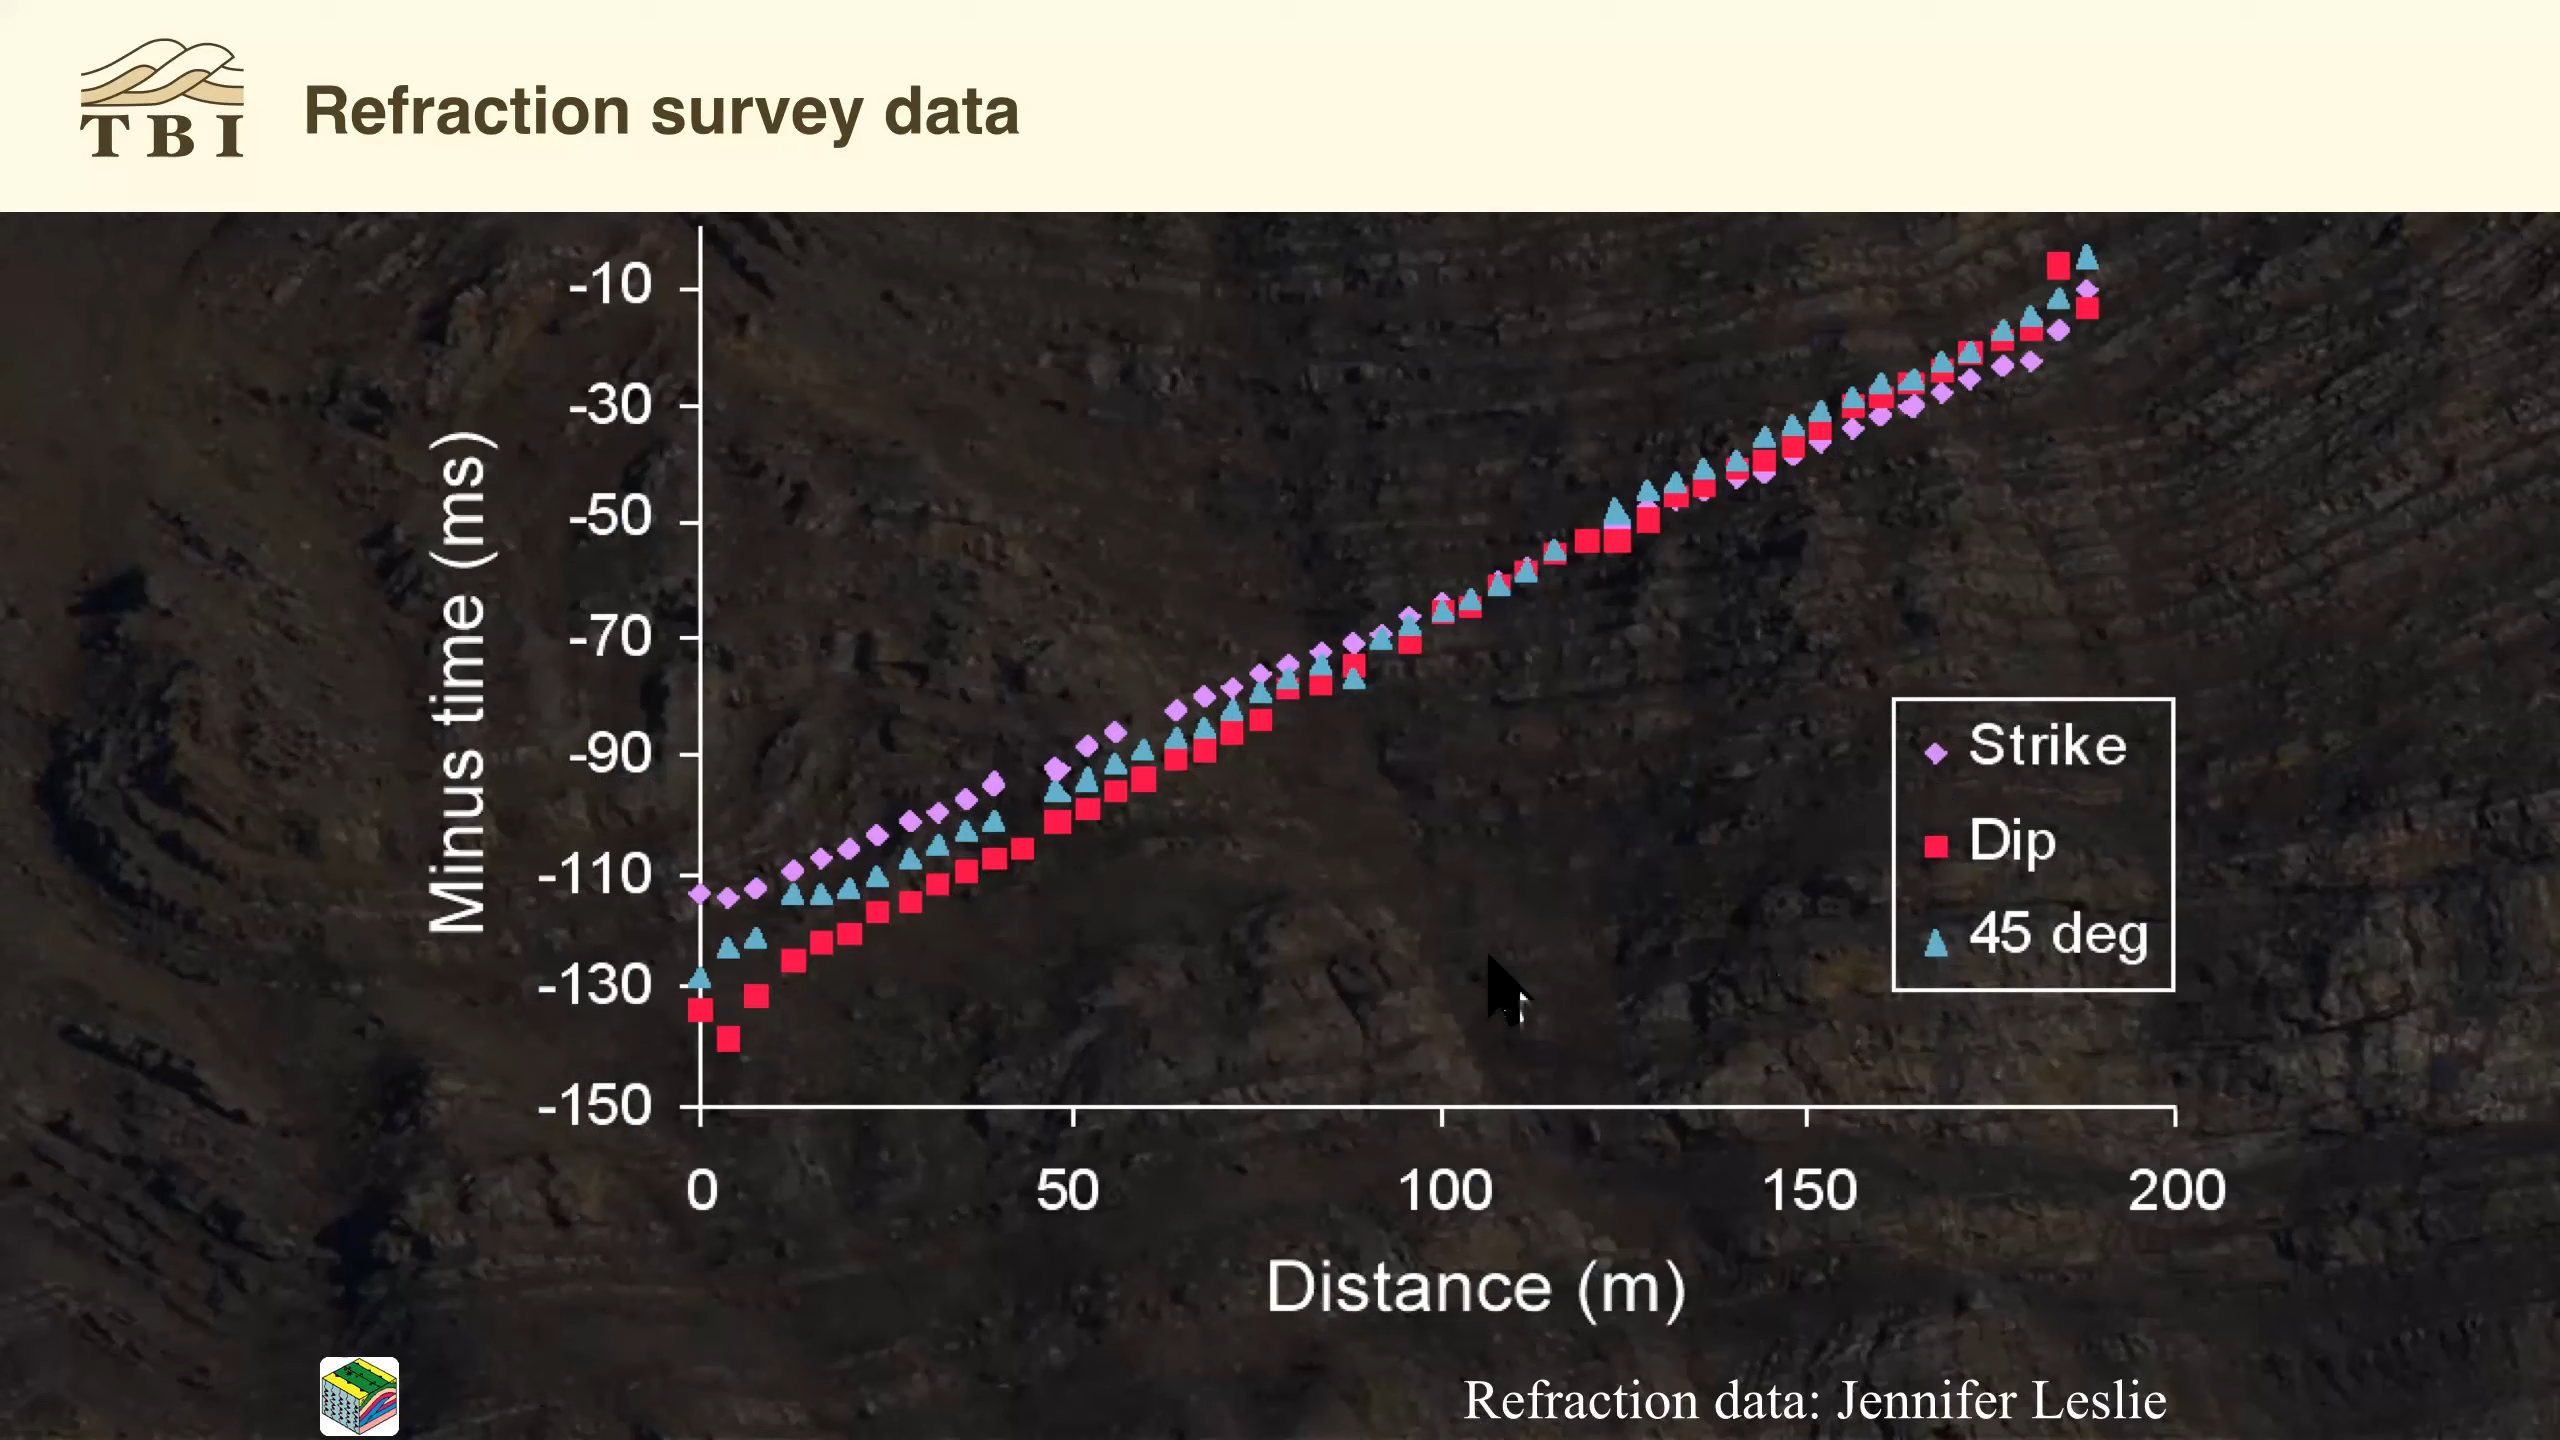 TBI
Refraction survey data
Minus time (ms)
-10
-30
-50
-70
-90
-110
-130
-150
0 50 100 150 200
Distance (m)
Strike
Dip
45 deg
Refraction data: Jennifer Leslie